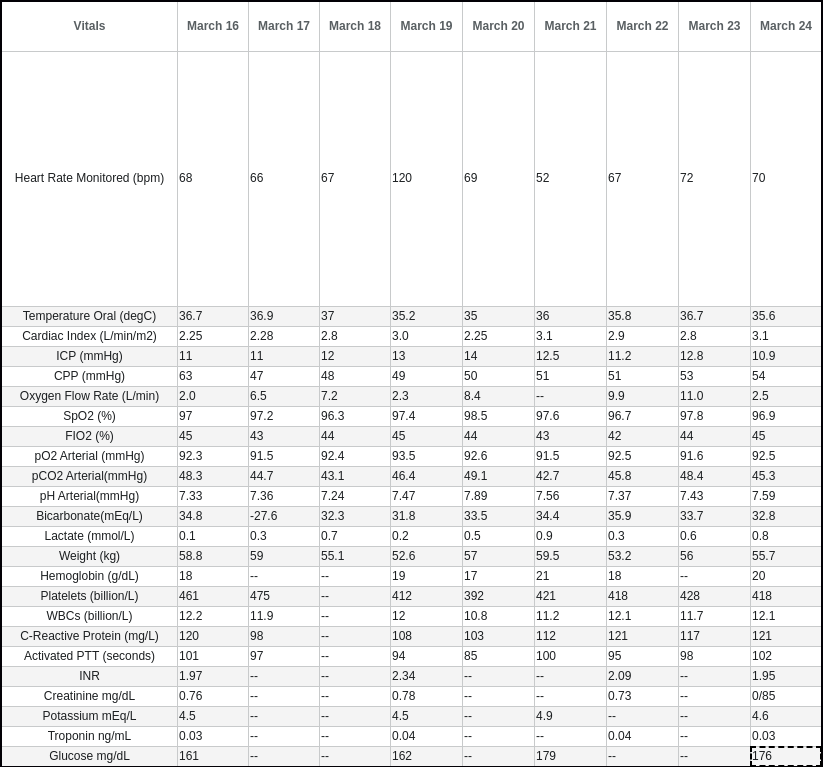 Vitals March 16 March 17 March 18 March 19 March 20 March 21 March 22 March 23 March 24
Heart Rate Monitored (bpm) 68 66 67 120 69 52 67 72 70
Temperature Oral (degC) 36.7 36.9 37 35.2 35 36 35.8 36.7 35.6
Cardiac Index (L/min/m2) 2.25 2.28 2.8 3.0 2.25 3.1 2.9 2.8 3.1
ICP (mmHg) 11 11 12 13 14 12.5 11.2 12.8 10.9
CPP (mmHg) 63 47 48 49 50 51 51 53 54
Oxygen Flow Rate (L/min) 2.0 6.5 7.2 2.3 8.4 -- 9.9 11.0 2.5
SpO2 (%) 97 97.2 96.3 97.4 98.5 97.6 96.7 97.8 96.9
FIO2 (%) 45 43 44 45 44 43 42 44 45
pO2 Arterial (mmHg) 92.3 91.5 92.4 93.5 92.6 91.5 92.5 91.6 92.5
pCO2 Arterial(mmHg) 48.3 44.7 43.1 46.4 49.1 42.7 45.8 48.4 45.3
pH Arterial(mmHg) 7.33 7.36 7.24 7.47 7.89 7.56 7.37 7.43 7.59
Bicarbonate(mEq/L) 34.8 -27.6 32.3 31.8 33.5 34.4 35.9 33.7 32.8
Lactate (mmol/L) 0.1 0.3 0.7 0.2 0.5 0.9 0.3 0.6 0.8
Weight (kg) 58.8 59 55.1 52.6 57 59.5 53.2 56 55.7
Hemoglobin (g/dL) 18 -- -- 19 17 21 18 -- 20
Platelets (billion/L) 461 475 -- 412 392 421 418 428 418
WBCs (billion/L) 12.2 11.9 -- 12 10.8 11.2 12.1 11.7 12.1
C-Reactive Protein (mg/L) 120 98 -- 108 103 112 121 117 121
Activated PTT (seconds) 101 97 -- 94 85 100 95 98 102
INR 1.97 -- -- 2.34 -- -- 2.09 -- 1.95
Creatinine mg/dL 0.76 -- -- 0.78 -- -- 0.73 -- 0/85
Potassium mEq/L 4.5 -- -- 4.5 -- 4.9 -- -- 4.6
Troponin ng/mL 0.03 -- -- 0.04 -- -- 0.04 -- 0.03
Glucose mg/dL 161 -- -- 162 -- 179 -- -- 176